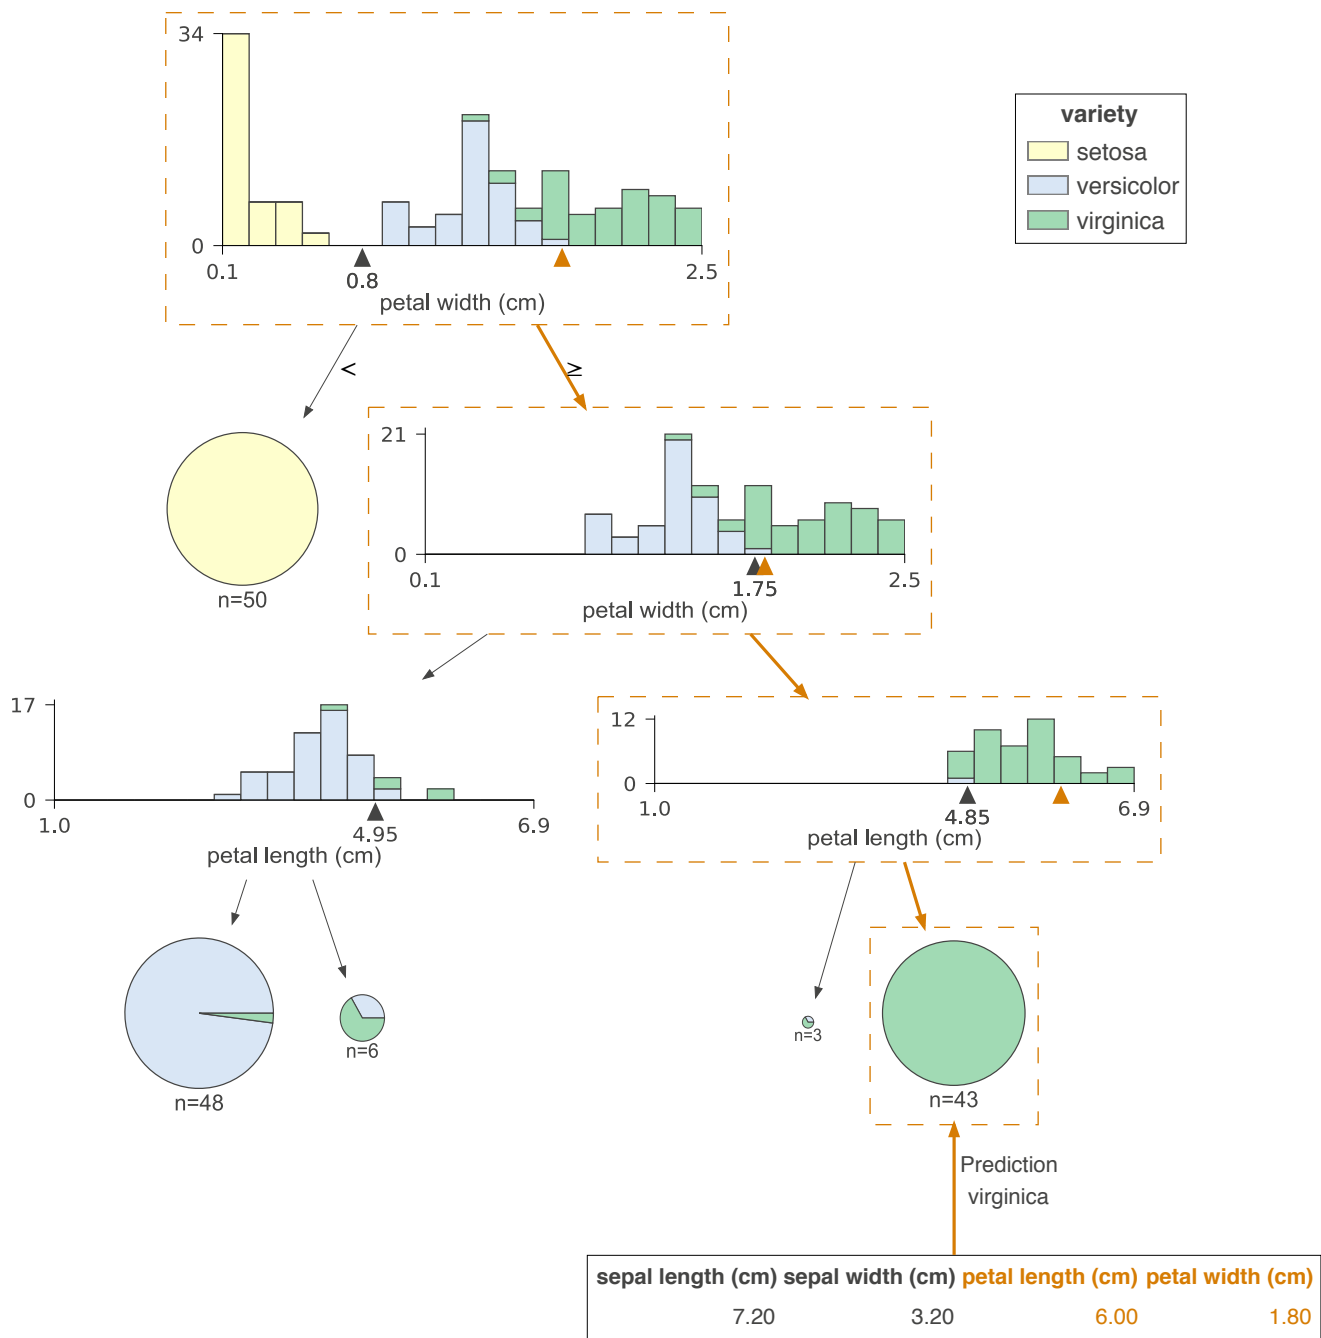 34
0
0.1
0.8
2.5
petal width (cm)
variety
setosa
versicolor
virginica
<
≥
n=50
21
0
0.1
1.75
2.5
petal width (cm)
17
0
1.0
4.95
6.9
petal length (cm)
12
0
1.0
4.85
6.9
petal length (cm)
n=48
n=6
n=3
n=43
Prediction
virginica
sepal length (cm) sepal width (cm) petal length (cm) petal width (cm)
7.20 3.20 6.00 1.80